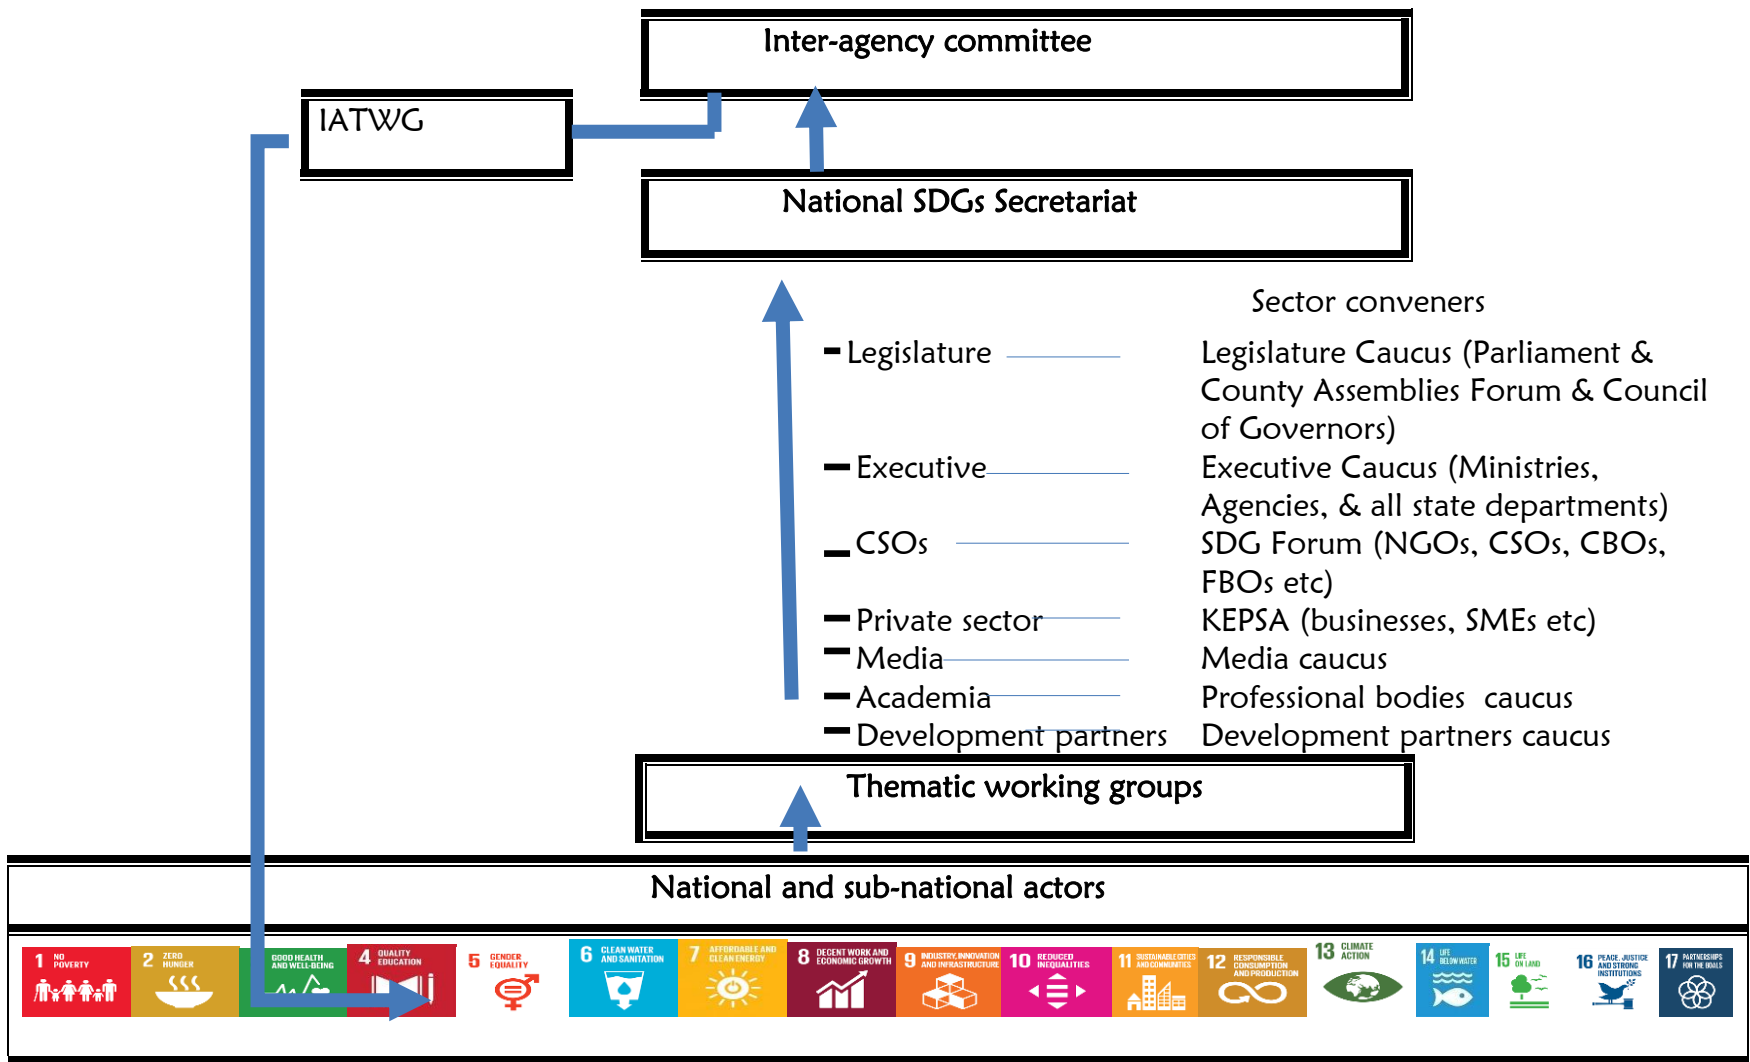 Inter-agency committee
IATWG
National SDGs Secretariat
Sector conveners
Legislature Legislature Caucus (Parliament &
County Assemblies Forum & Council
of Governors)
Executive Executive Caucus (Ministries,
Agencies, & all state departments)
CSOs SDG Forum (NGOs, CSOs, CBOs,
FBOs etc)
Private sector KEPSA (businesses, SMEs etc)
Media Media caucus
Academia Professional bodies caucus
Development partners Development partners caucus
Thematic working groups
National and sub-national actors
1 NO
POVERTY
2 ZERO
HUNGER
GOOD HEALTH
AND WELL-BEING
4 QUALITY
EDUCATION
5 GENDER
EQUALITY
6 CLEAN WATER
AND SANITATION
7 AFFORDABLE AND
CLEAN ENERGY
8 DECENT WORK AND
ECONOMIC GROWTH
9 INDUSTRY, INNOVATION
AND INFRASTRUCTURE
10 REDUCED
INEQUALITIES
11 SUSTAINABLE CITIES
AND COMMUNITIES
12 RESPONSIBLE
CONSUMPTION
AND PRODUCTION
13 CLIMATE
ACTION
14 LIFE
BELOW WATER
15 LIFE
ON LAND
16 PEACE, JUSTICE
AND STRONG
INSTITUTIONS
17 PARTNERSHIPS
FOR THE GOALS